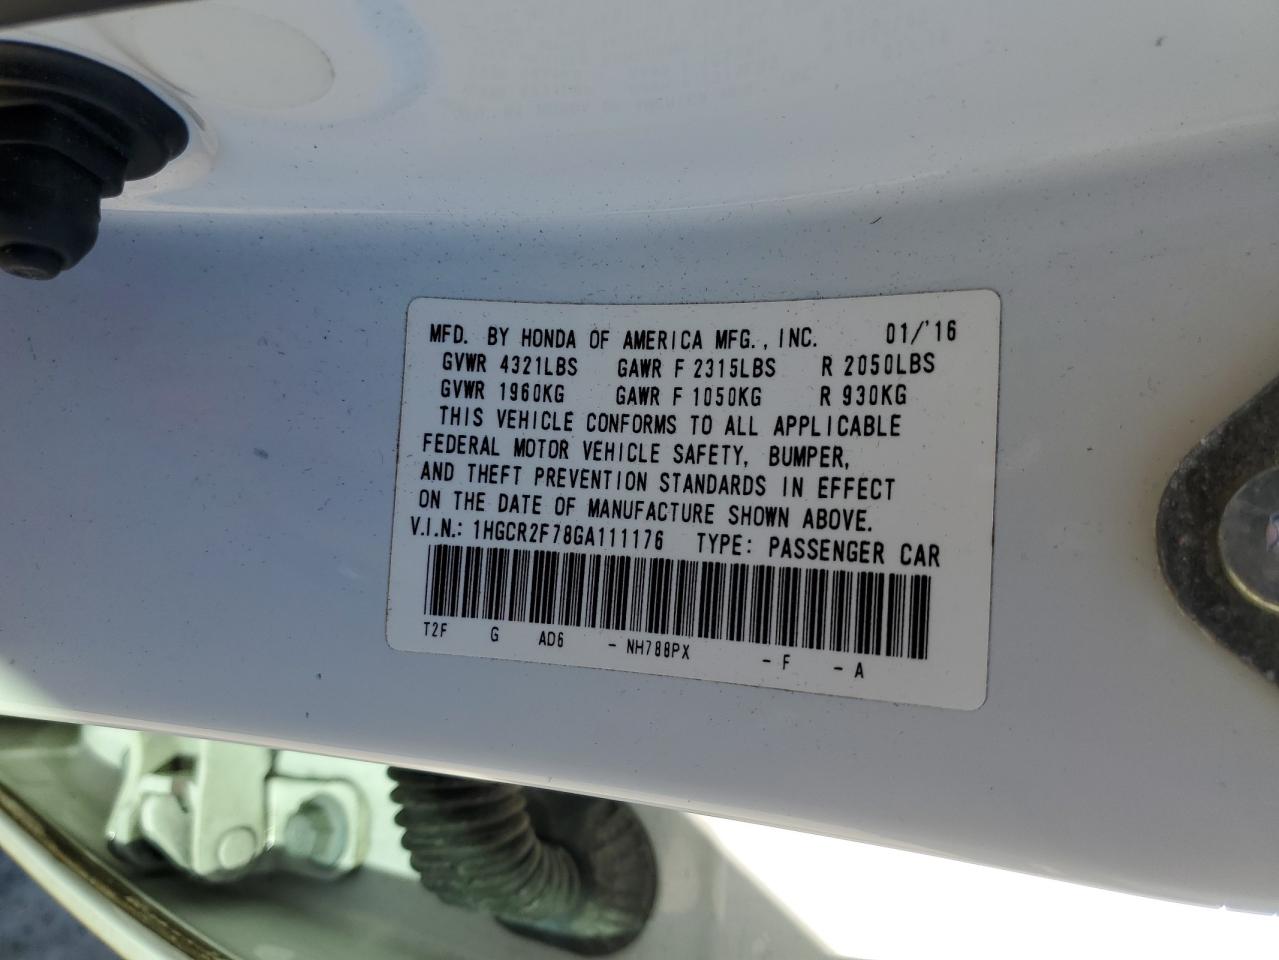 MFD. BY HONDA OF AMERICA MFG., INC. 01/'16
GVWR 4321LBS GAWR F 2315LBS R 2050LBS
GVWR 1960KG GAWR F 1050KG R 930KG
THIS VEHICLE CONFORMS TO ALL APPLICABLE
FEDERAL MOTOR VEHICLE SAFETY, BUMPER,
AND THEFT PREVENTION STANDARDS IN EFFECT
ON THE DATE OF MANUFACTURE SHOWN ABOVE.
V.I.N.: 1HGCR2F78GA111176 TYPE: PASSENGER CAR
T2F G AD6 - NH788PX - F - A